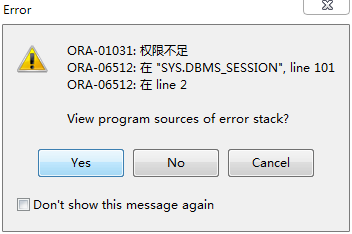 Error
ORA-01031: 权限不足
ORA-06512: 在 "SYS.DBMS_SESSION", line 101
ORA-06512: 在 line 2
View program sources of error stack?
Yes No Cancel
Don't show this message again